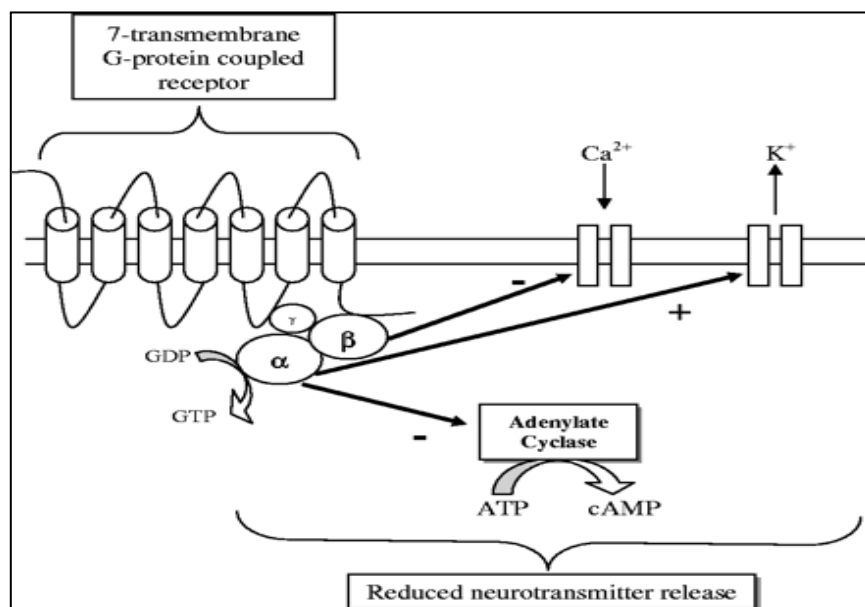 7-transmembrane
G-protein coupled
receptor
Ca²⁺
K⁺
-
+
γ
β
α
GDP
GTP
-
Adenylate
Cyclase
ATP
cAMP
Reduced neurotransmitter release